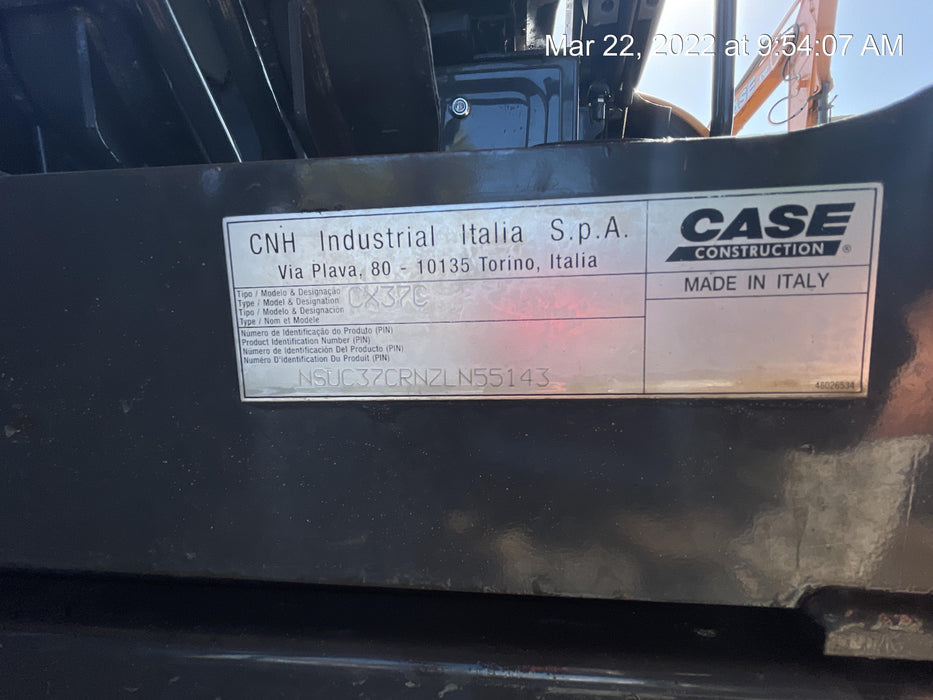 Mar 22, 2022 at 9:54:07 AM
CNH Industrial Italia S.p.A.
Via Plava, 80 - 10135 Torino, Italia
CASE
CONSTRUCTION ®
MADE IN ITALY
Tipo / Modelo & Designação
Type / Model & Designation
Tipo / Modelo & Designación
Type / Nom et Modele
CX37C
Número de Identificação do Produto (PIN)
Product Identification Number (PIN)
Número de Identificación Del Producto (PIN)
Numéro D'identification Du Produit (PIN)
NSUC37CRNZLN55143
48026534